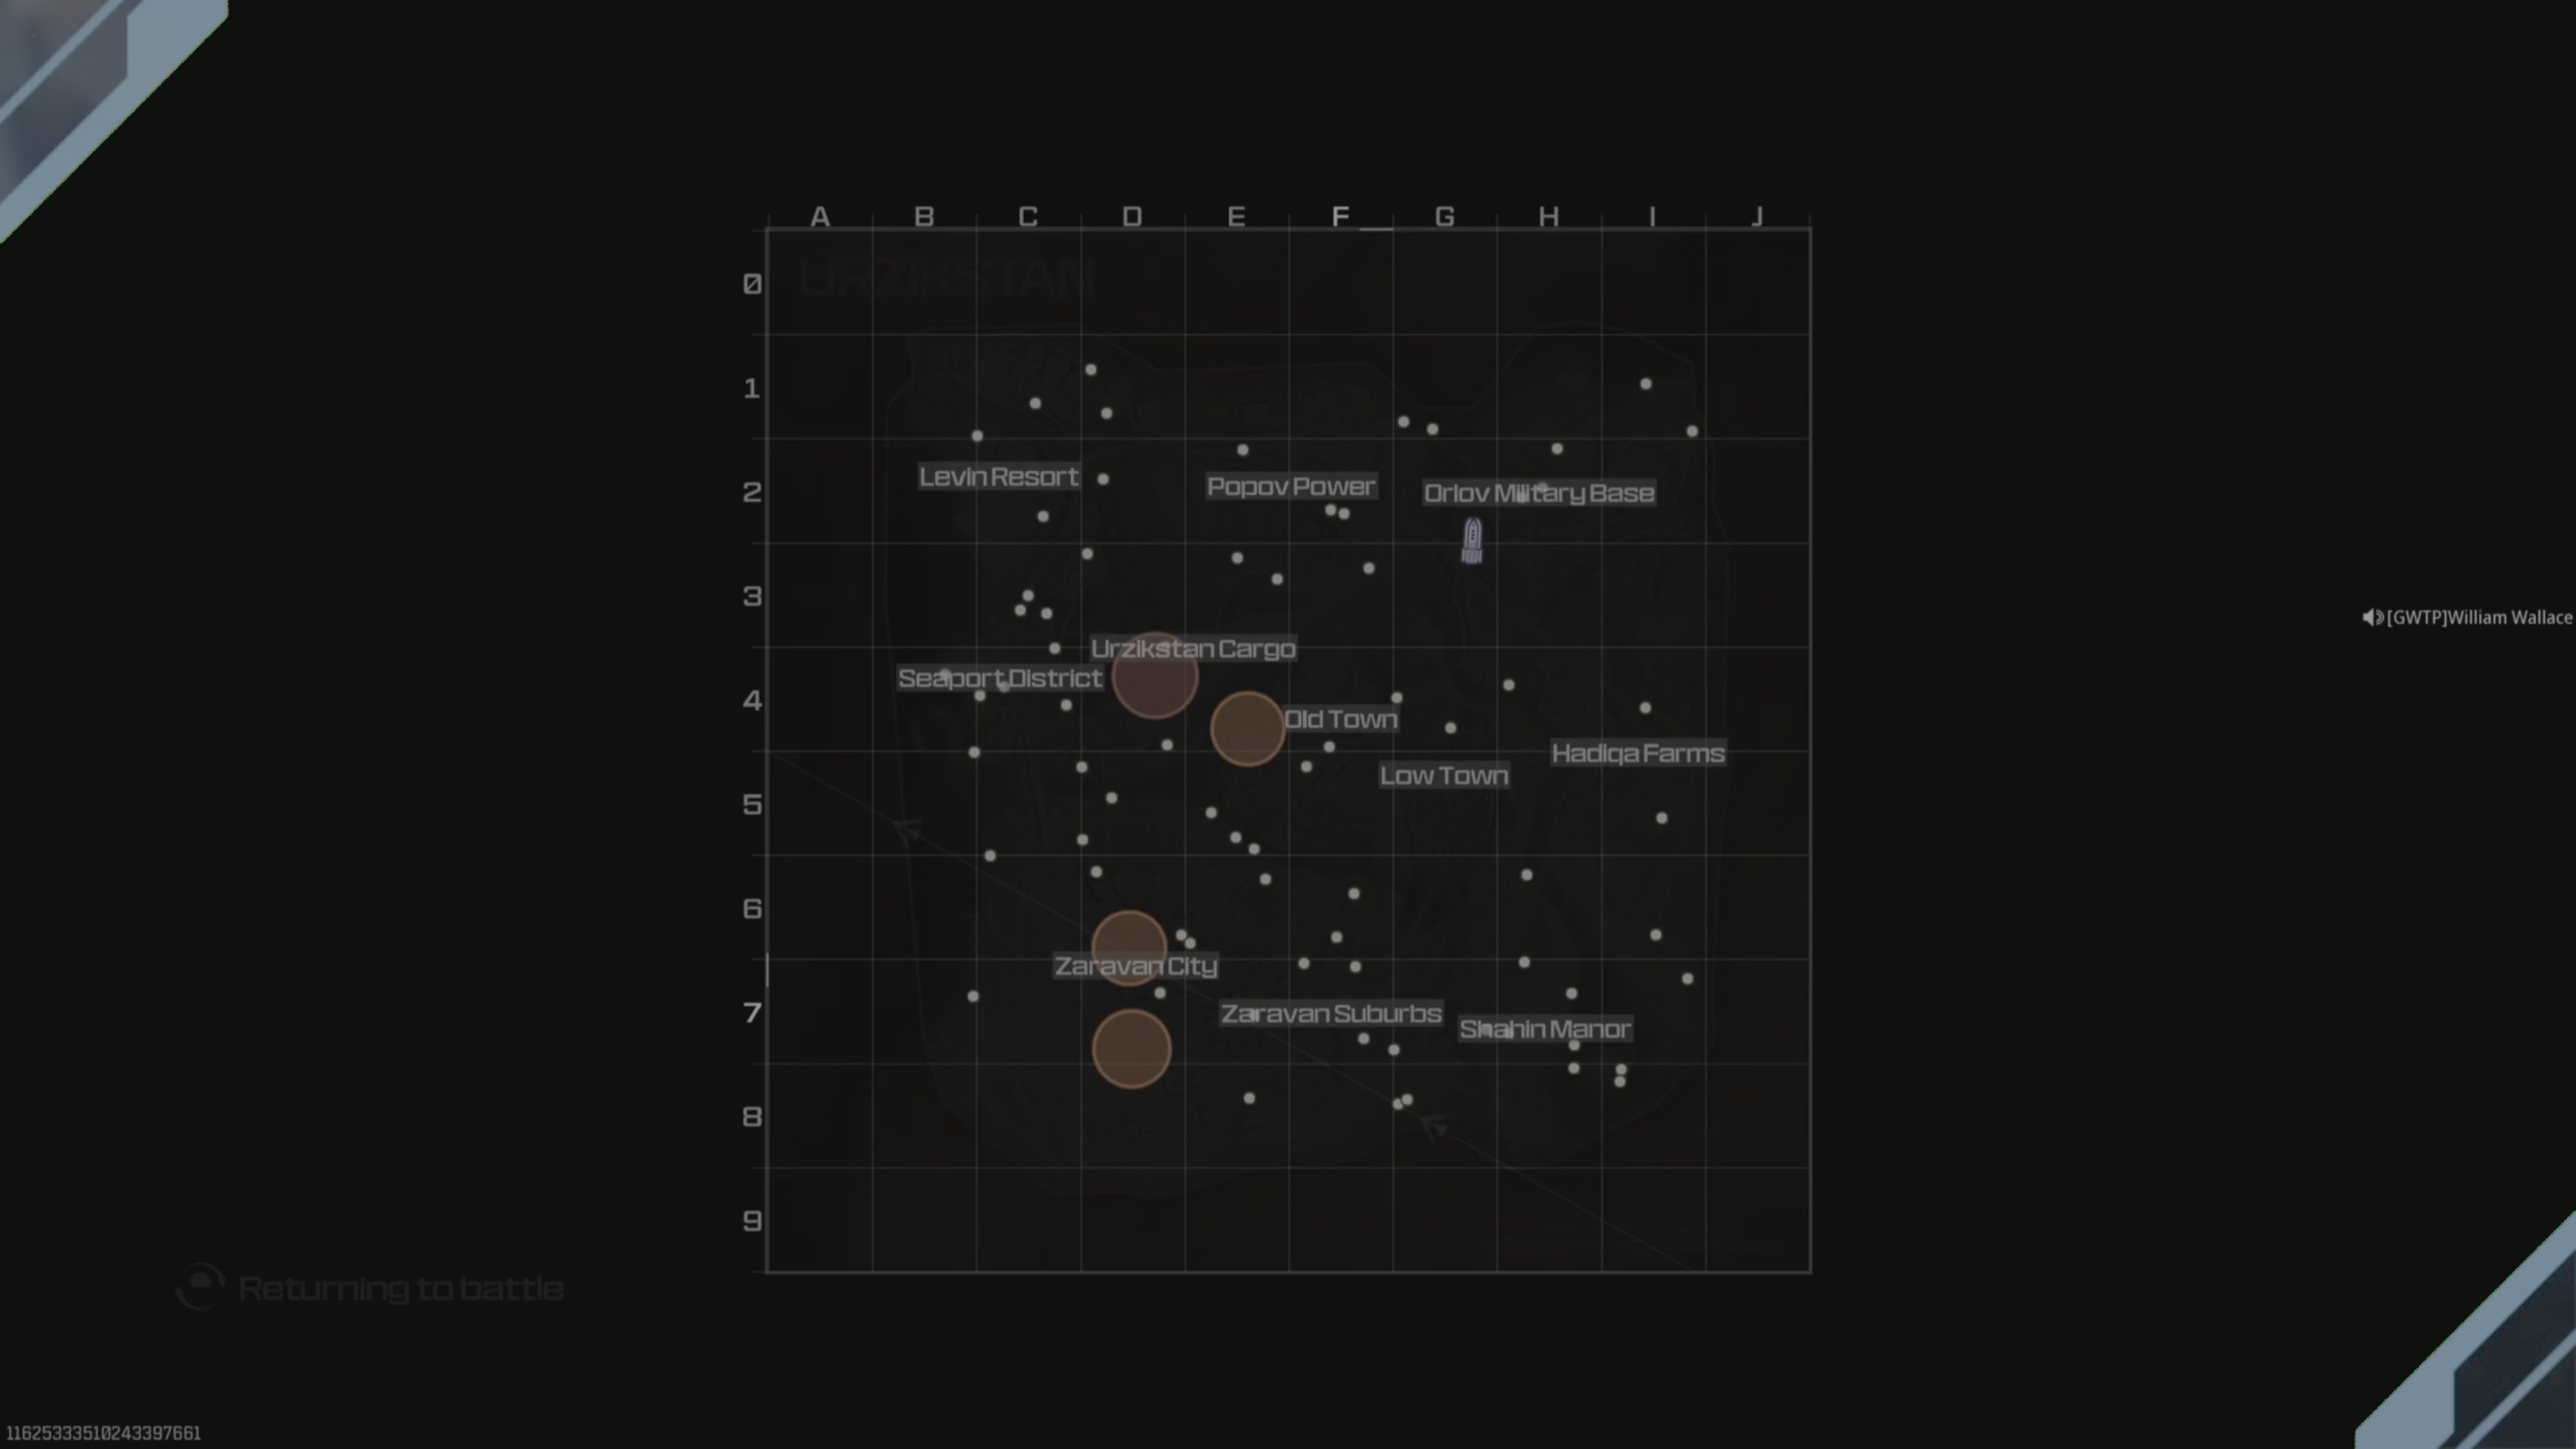 A B C D E F G H I J
URZIKSTAN
0
1
2
3
4
5
6
7
8
9
Levin Resort
Popov Power
Orlov Military Base
[GWTP]William Wallace
Urzikstan Cargo
Seaport District
Old Town
Hadiqa Farms
Low Town
Zaravan City
Zaravan Suburbs
Shahin Manor
Returning to battle
11625333510243397661